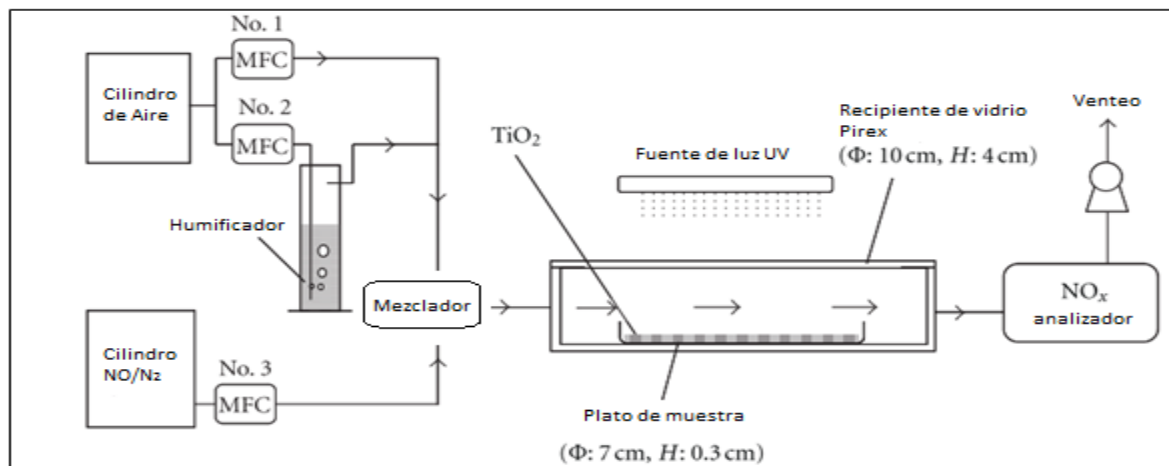 No. 1
MFC
Cilindro
de Aire
No. 2
MFC
Humificador
Mezclador
Cilindro
NO/N₂
No. 3
MFC
TiO₂
Fuente de luz UV
Recipiente de vidrio
Pirex
(Φ: 10 cm, H: 4 cm)
Venteo
NOₓ
analizador
Plato de muestra
(Φ: 7 cm, H: 0.3 cm)